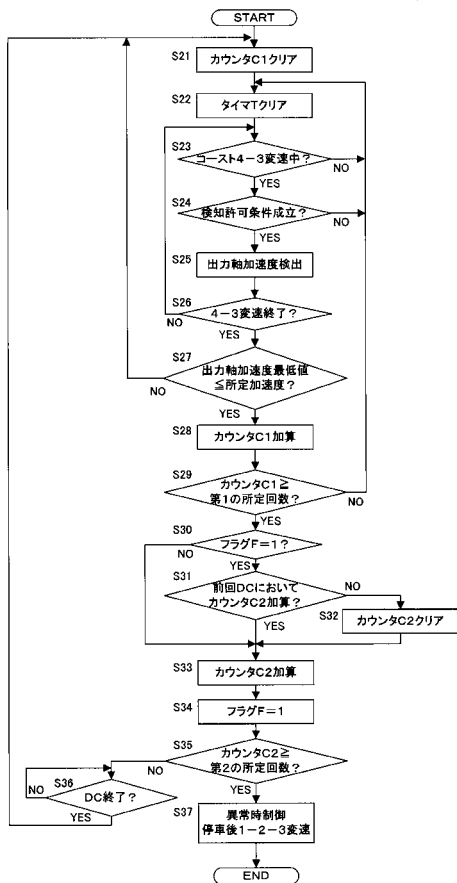 START
S21
カウンタC1クリア
S22
タイマTクリア
S23
コースト4－3変速中？
NO
YES
S24
検知許可条件成立？
NO
YES
S25
出力軸加速度検出
S26
4－3変速終了？
NO
YES
S27
出力軸加速度最低値
≦所定加速度？
NO
YES
S28
カウンタC1加算
S29
カウンタC1≧
第1の所定回数？
NO
YES
S30
フラグF＝1？
NO
YES
S31
前回DCにおいて
カウンタC2加算？
NO
YES
S32
カウンタC2クリア
S33
カウンタC2加算
S34
フラグF＝1
S35
カウンタC2≧
第2の所定回数？
NO
YES
S36
DC終了？
NO
YES
S37
異常時制御
停車後1－2－3変速
END